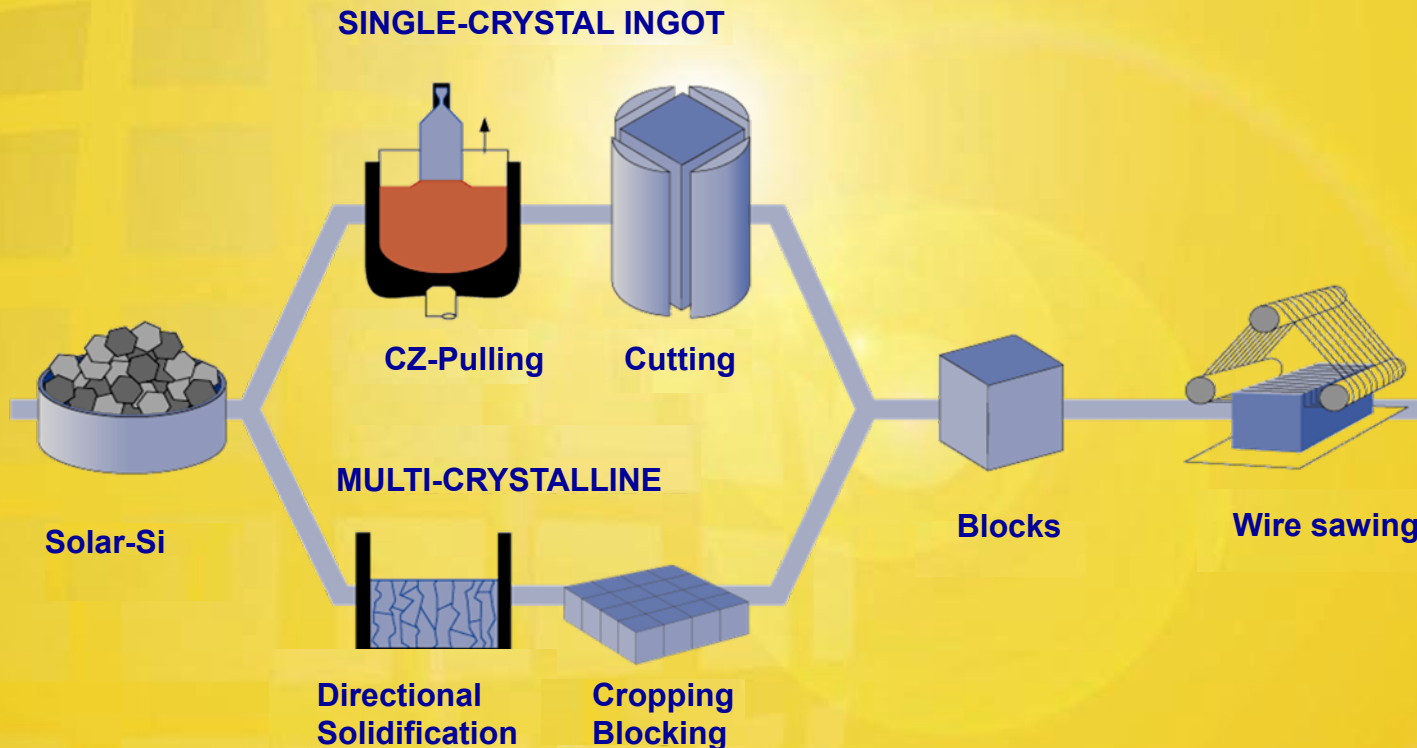 SINGLE-CRYSTAL INGOT
CZ-Pulling
Cutting
MULTI-CRYSTALLINE
Solar-Si
Blocks
Wire sawing
Directional
Solidification
Cropping
Blocking